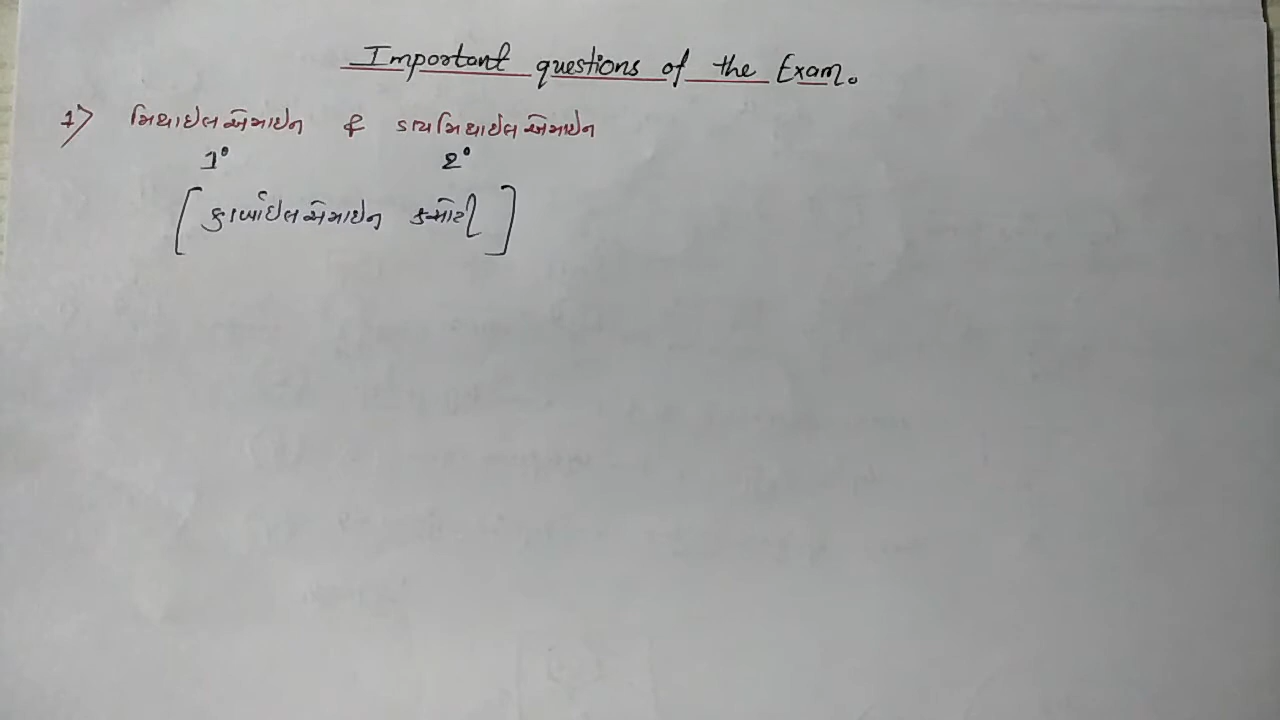 Important questions of the Exam.
1> મિથાઇલએમાઇન & ડાયમિથાઇલએમાઇન
1° 2°
[કાર્બાઇલએમાઇન કસોટી]